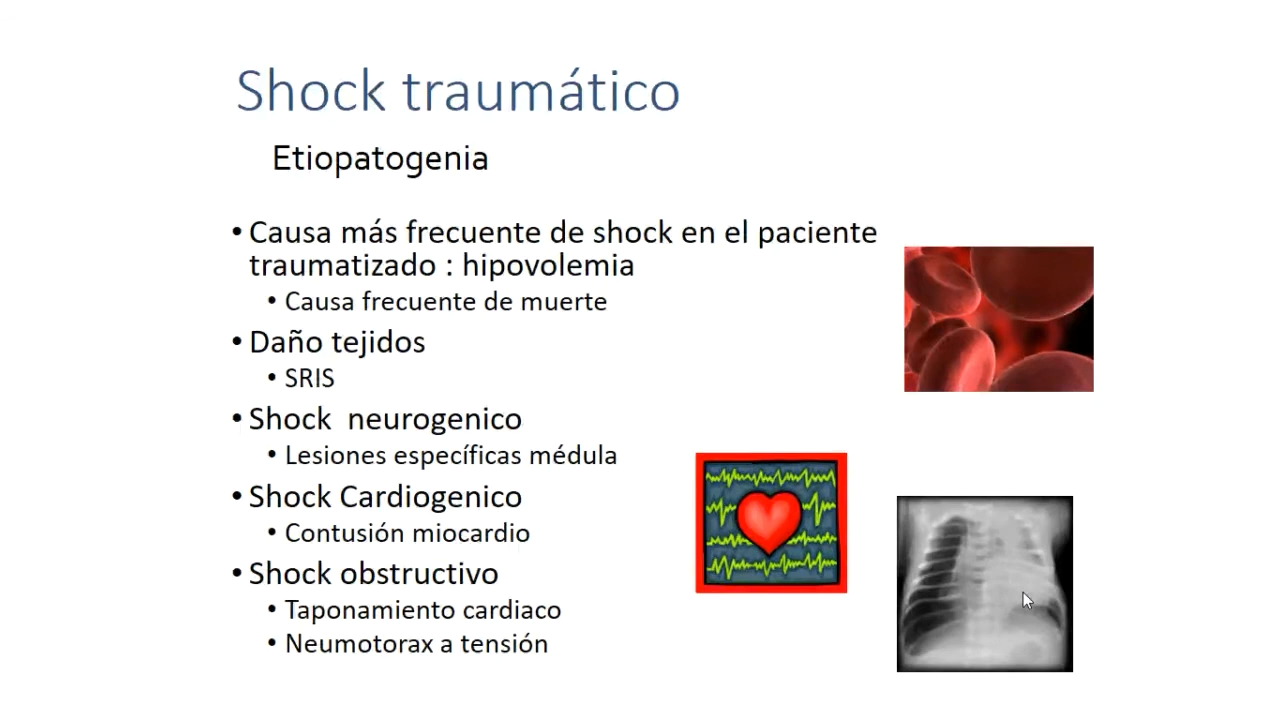 Shock traumático
Etiopatogenia
• Causa más frecuente de shock en el paciente
traumatizado : hipovolemia
• Causa frecuente de muerte
• Daño tejidos
• SRIS
• Shock  neurogenico
• Lesiones específicas médula
• Shock Cardiogenico
• Contusión miocardio
• Shock obstructivo
• Taponamiento cardiaco
• Neumotorax a tensión